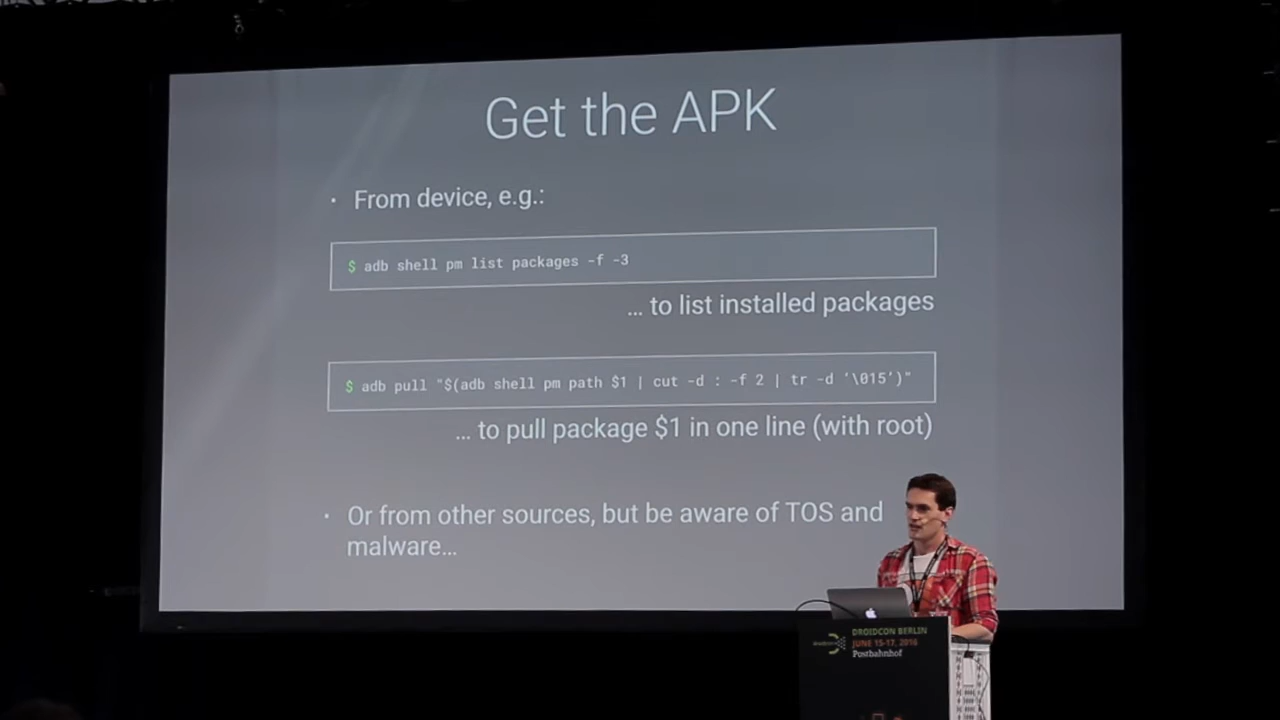 Get the APK
· From device, e.g.:
$ adb shell pm list packages -f -3
... to list installed packages
$ adb pull "$(adb shell pm path $1 | cut -d : -f 2 | tr -d ‘\015’)"
... to pull package $1 in one line (with root)
· Or from other sources, but be aware of TOS and
malware...
DROIDCON BERLIN
JUNE 15-17, 2016
Postbahnhof